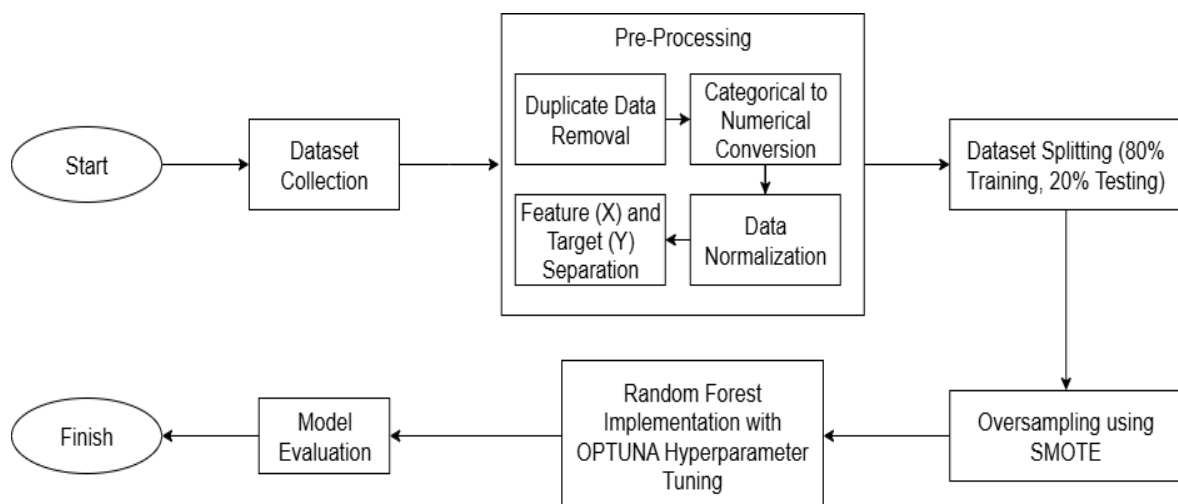 Start
Dataset
Collection
Pre-Processing
Duplicate Data
Removal
Categorical to
Numerical
Conversion
Data
Normalization
Feature (X) and
Target (Y)
Separation
Dataset Splitting (80%
Training, 20% Testing)
Oversampling using
SMOTE
Random Forest
Implementation with
OPTUNA Hyperparameter
Tuning
Model
Evaluation
Finish